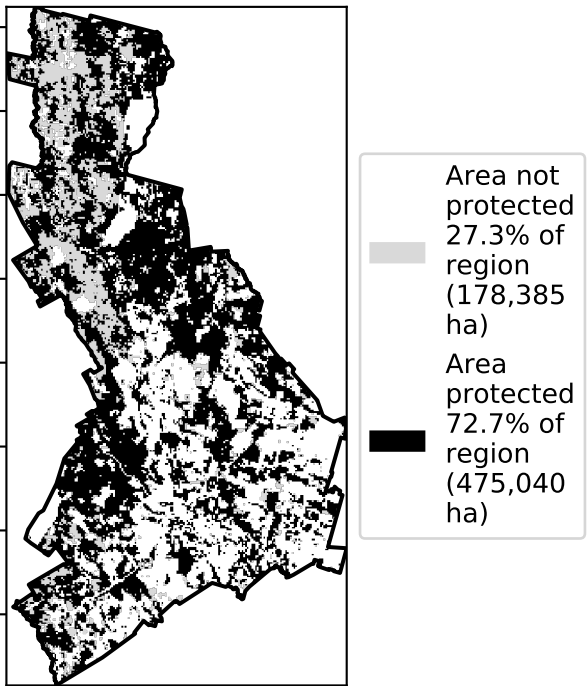 Area not
protected
27.3% of
region
(178,385
ha)
Area
protected
72.7% of
region
(475,040
ha)